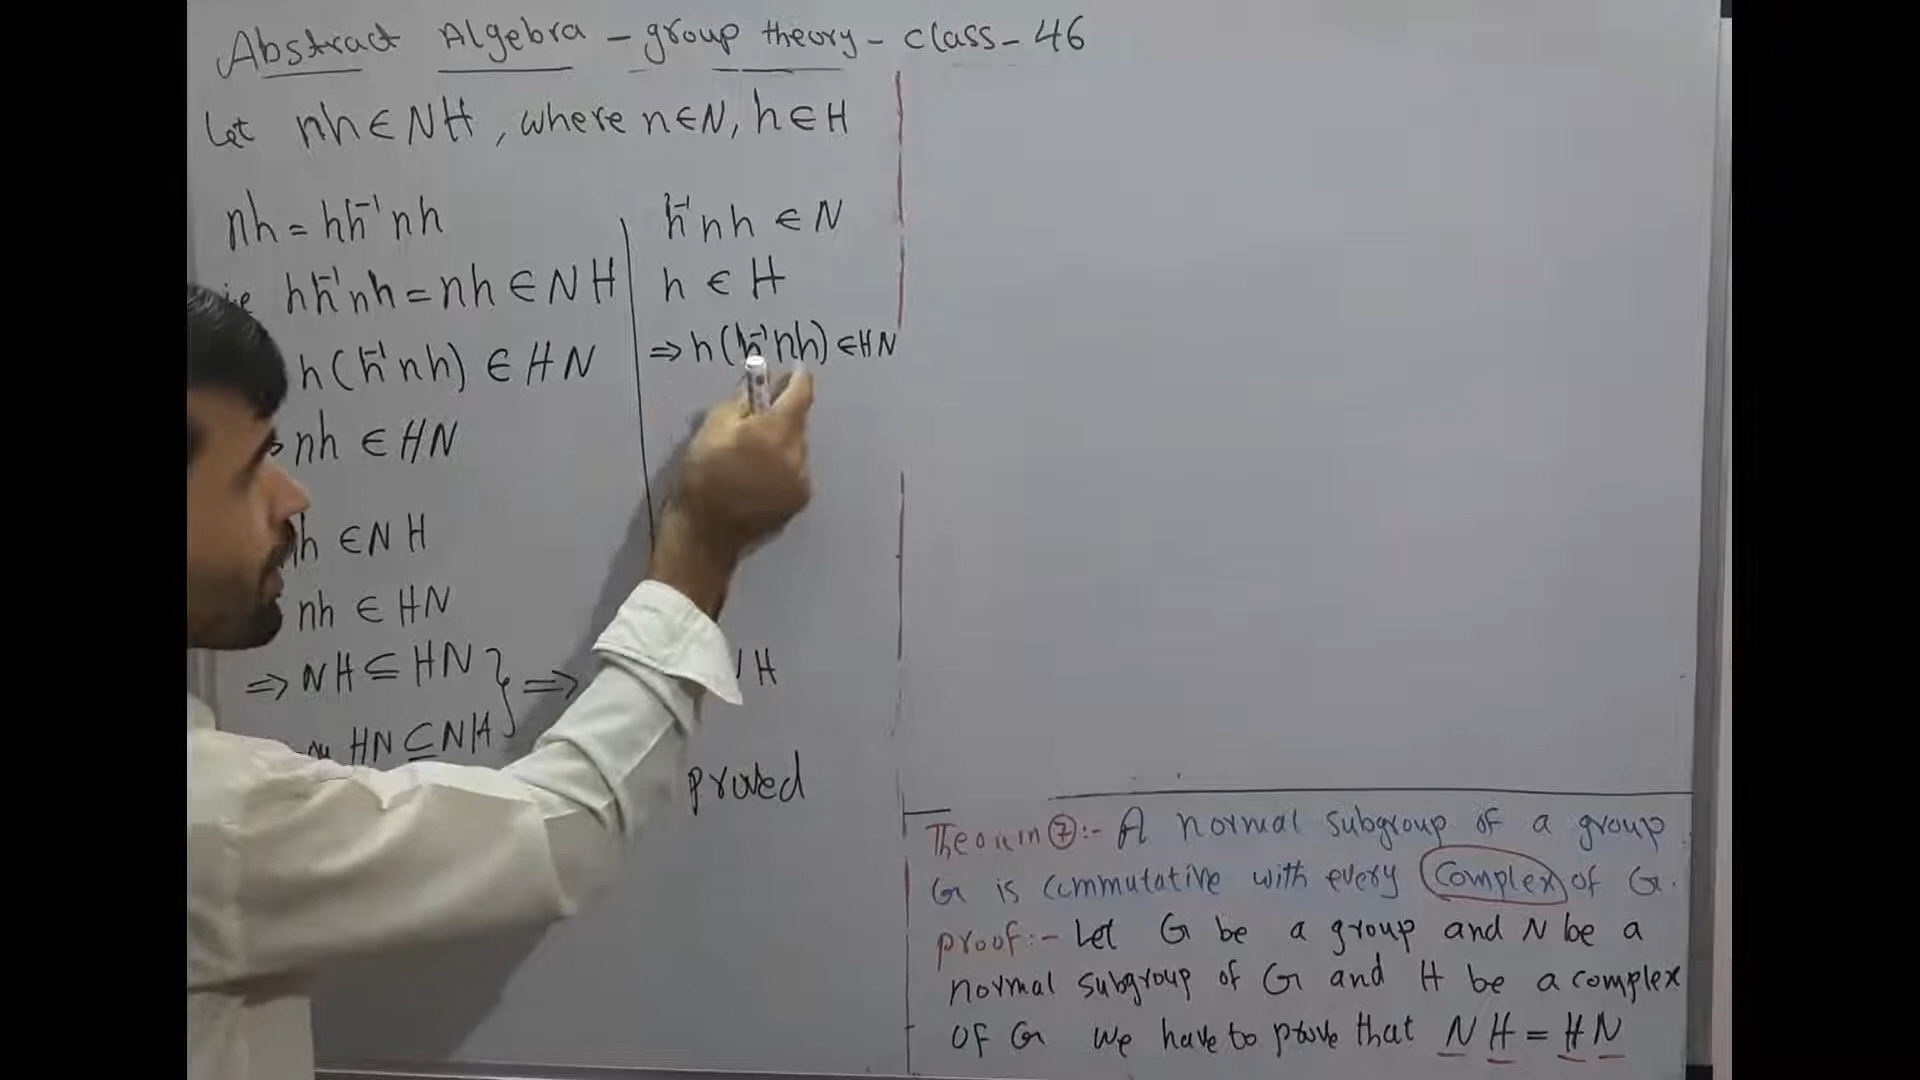 Abstract Algebra - group theory - class - 46
Let nh ∈ NH, where n∈N, h∈H
nh = hh⁻¹nh
hh⁻¹nh = nh ∈ NH
h(h⁻¹nh) ∈ HN
nh ∈ HN
h ∈ NH
nh ∈ HN
⇒ NH ⊆ HN } ⇒
HN ⊆ NH
h⁻¹nh ∈ N
h ∈ H
⇒ h(h⁻¹nh) ∈ HN
H
proved
Theorem ⑦:- A normal subgroup of a group
G is commutative with every Complex of G.
proof:- Let G be a group and N be a
normal subgroup of G and H be a complex
of G we have to prove that NH = HN